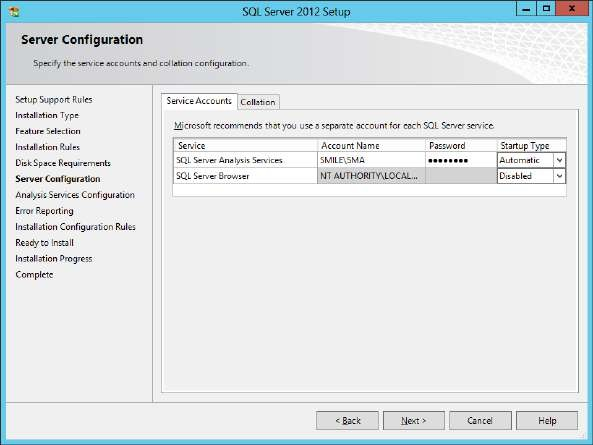 SQL Server 2012 Setup
Server Configuration
Specify the service accounts and collation configuration.
Setup Support Rules
Installation Type
Feature Selection
Installation Rules
Disk Space Requirements
Server Configuration
Analysis Services Configuration
Error Reporting
Installation Configuration Rules
Ready to Install
Installation Progress
Complete
Service Accounts Collation
Microsoft recommends that you use a separate account for each SQL Server service.
Service Account Name Password Startup Type
SQL Server Analysis Services SMILE\SMA ●●●●●●●● Automatic
SQL Server Browser NT AUTHORITY\LOCAL... Disabled
< Back Next > Cancel Help